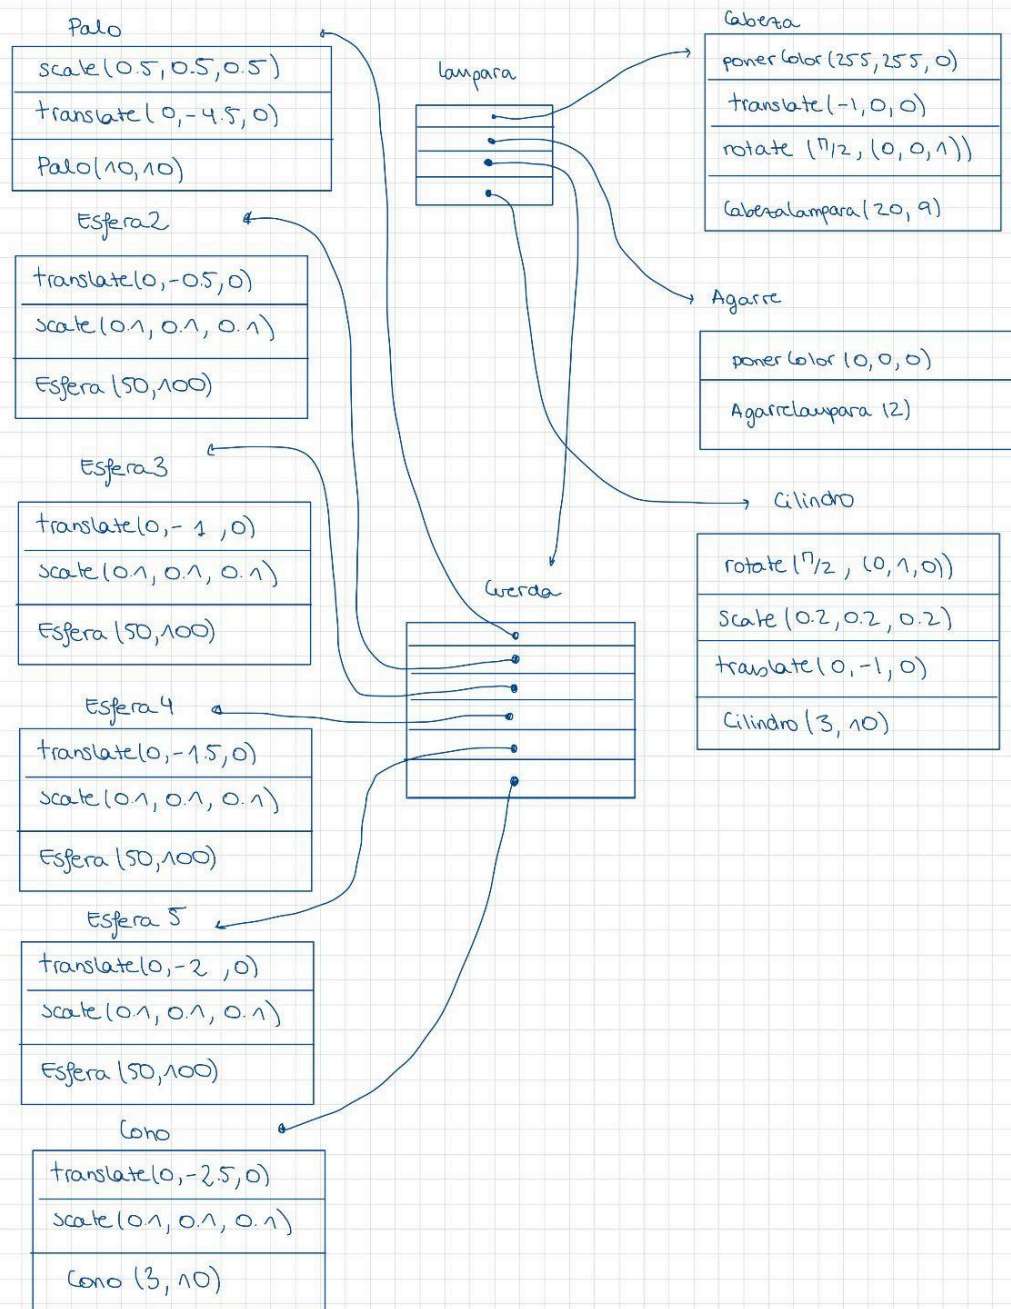 Palo
scale(0.5,0.5,0.5)
translate(0,-4.5,0)
Palo(10,10)
Esfera2
translate(0,-0.5,0)
scale(0.1,0.1,0.1)
Esfera(50,100)
Esfera3
translate(0,-1,0)
scale(0.1,0.1,0.1)
Esfera(50,100)
Esfera4
translate(0,-1.5,0)
scale(0.1,0.1,0.1)
Esfera(50,100)
Esfera 5
translate(0,-2,0)
scale(0.1,0.1,0.1)
Esfera(50,100)
Cono
translate(0,-2.5,0)
scale(0.1,0.1,0.1)
Cono (3,10)
lampara
Cuerda
Cabeza
ponerColor(255,255,0)
translate(-1,0,0)
rotate (π/2, (0,0,1))
Cabezalampara(20,9)
Agarre
ponerColor(0,0,0)
Agarrelampara (2)
Cilindro
rotate(π/2, (0,1,0))
scale(0.2,0.2,0.2)
translate(0,-1,0)
Cilindro(3,10)